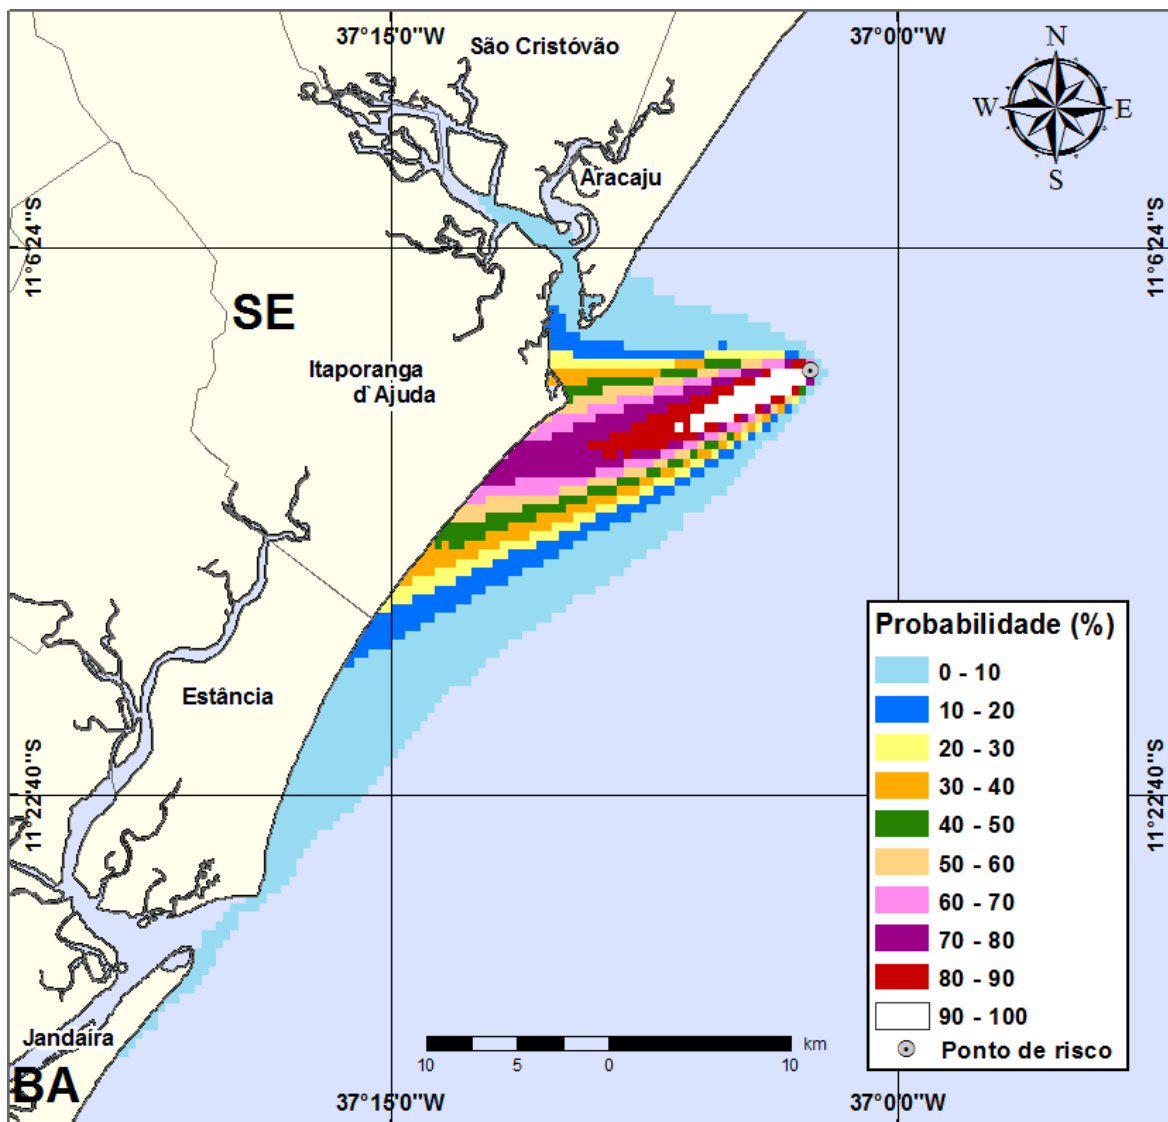 37°15'0"W
37°0'0"W
São Cristóvão
N
W
E
S
Aracaju
11°6'24"S
11°6'24"S
SE
Itaporanga
d`Ajuda
Estância
11°22'40"S
11°22'40"S
Probabilidade (%)
0 - 10
10 - 20
20 - 30
30 - 40
40 - 50
50 - 60
60 - 70
70 - 80
80 - 90
90 - 100
Ponto de risco
Jandaíra
BA
km
10
5
0
10
37°15'0"W
37°0'0"W